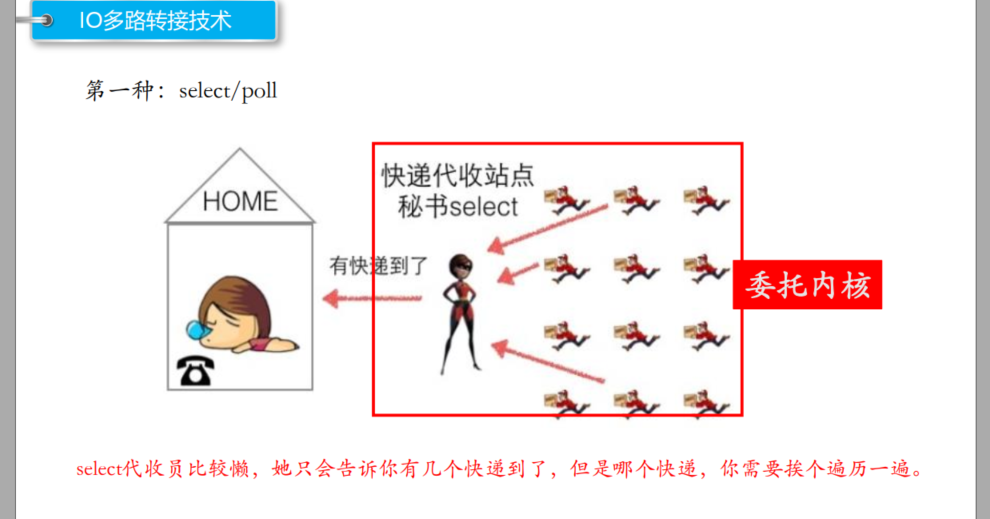 IO多路转接技术
第一种：select/poll
HOME
有快递到了
快递代收站点
秘书select
委托内核
select代收员比较懒，她只会告诉你有几个快递到了，但是哪个快递，你需要挨个遍历一遍。